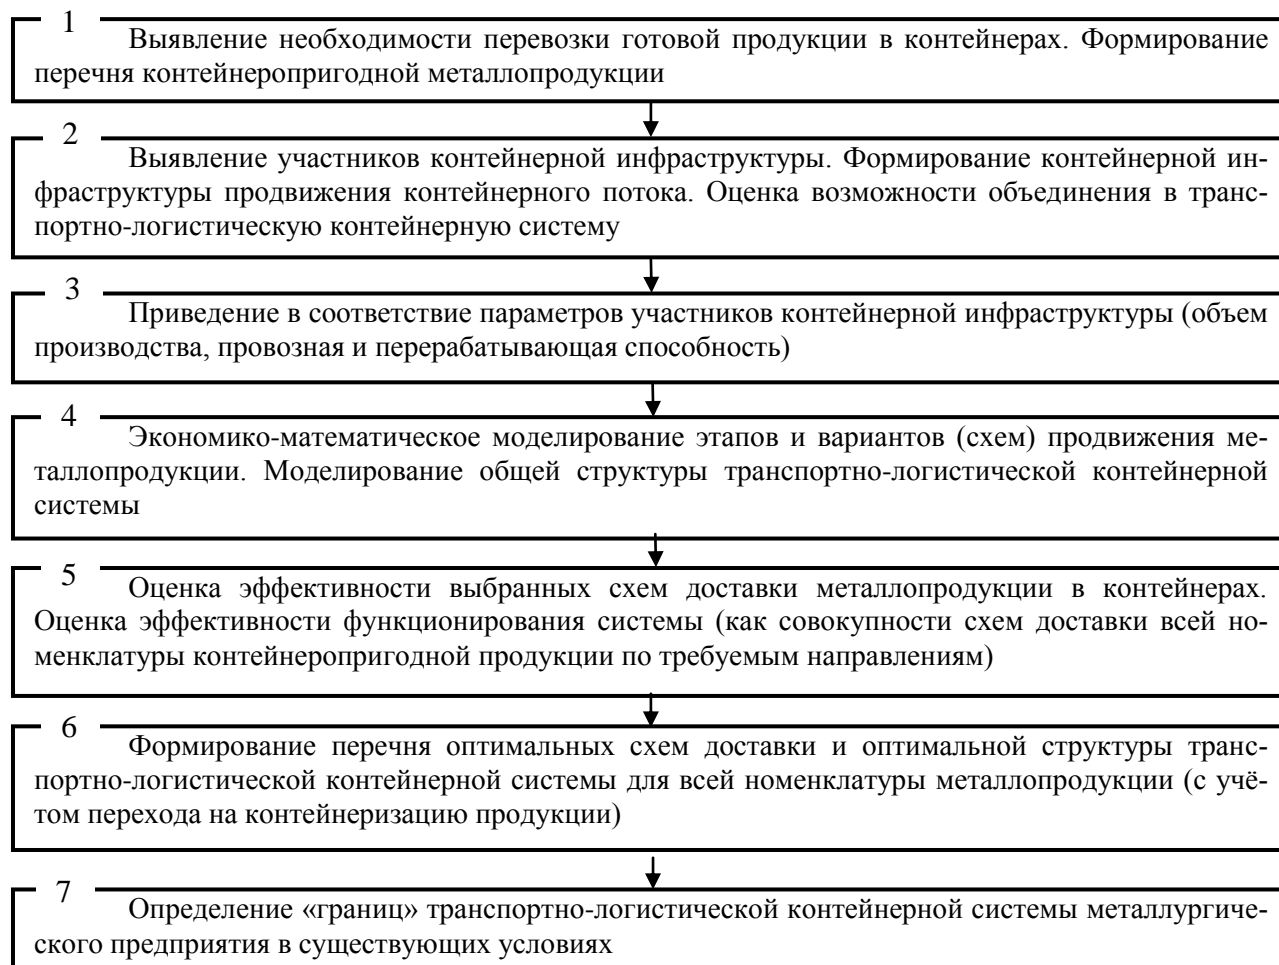 1
Выявление необходимости перевозки готовой продукции в контейнерах. Формирование
перечня контейнеропригодной металлопродукции
2
Выявление участников контейнерной инфраструктуры. Формирование контейнерной ин-
фраструктуры продвижения контейнерного потока. Оценка возможности объединения в транс-
портно-логистическую контейнерную систему
3
Приведение в соответствие параметров участников контейнерной инфраструктуры (объем
производства, провозная и перерабатывающая способность)
4
Экономико-математическое моделирование этапов и вариантов (схем) продвижения ме-
таллопродукции. Моделирование общей структуры транспортно-логистической контейнерной
системы
5
Оценка эффективности выбранных схем доставки металлопродукции в контейнерах.
Оценка эффективности функционирования системы (как совокупности схем доставки всей но-
менклатуры контейнеропригодной продукции по требуемым направлениям)
6
Формирование перечня оптимальных схем доставки и оптимальной структуры транс-
портно-логистической контейнерной системы для всей номенклатуры металлопродукции (с учё-
том перехода на контейнеризацию продукции)
7
Определение «границ» транспортно-логистической контейнерной системы металлургиче-
ского предприятия в существующих условиях